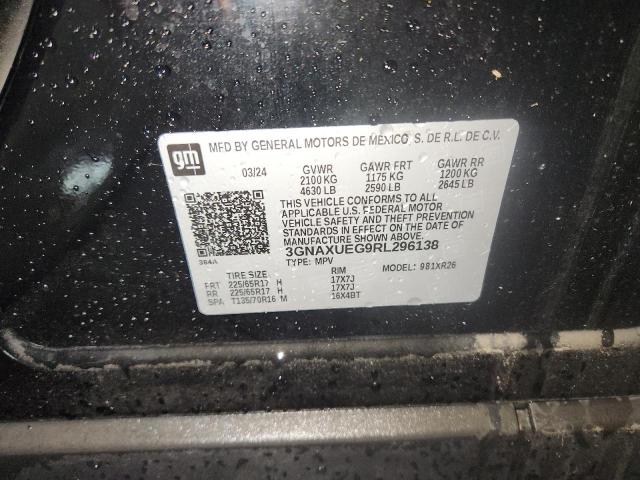 gm
MFD BY GENERAL MOTORS DE MEXICO, S. DE R.L. DE C.V.
03/24 GVWR GAWR FRT GAWR RR
2100 KG 1175 KG 1200 KG
4630 LB 2590 LB 2645 LB
THIS VEHICLE CONFORMS TO ALL
APPLICABLE U.S. FEDERAL MOTOR
VEHICLE SAFETY AND THEFT PREVENTION
STANDARDS IN EFFECT ON THE DATE OF
MANUFACTURE SHOWN ABOVE.
3GNAXUEG9RL296138
384A TYPE: MPV MODEL: 981XR26
TIRE SIZE RIM
FRT 225/65R17 H 17X7J
RR 225/65R17 H 17X7J
SPA T135/70R16 M 16X4BT